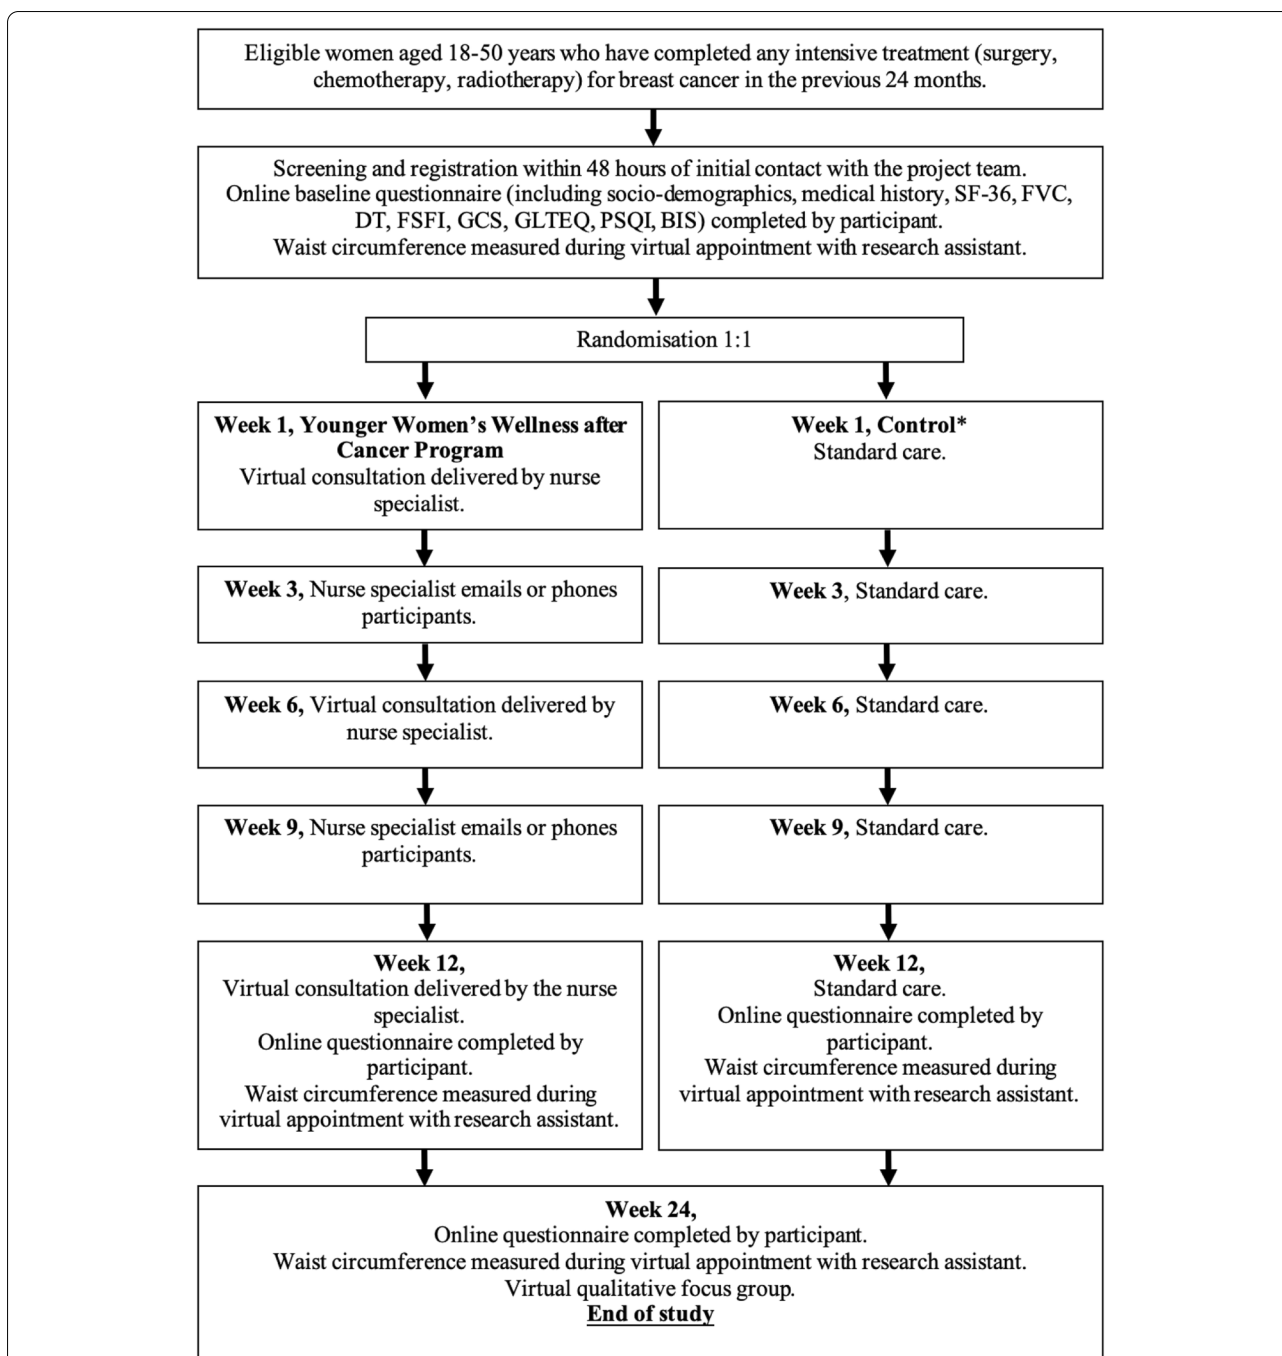 Eligible women aged 18-50 years who have completed any intensive treatment (surgery,
chemotherapy, radiotherapy) for breast cancer in the previous 24 months.
Screening and registration within 48 hours of initial contact with the project team.
Online baseline questionnaire (including socio-demographics, medical history, SF-36, FVC,
DT, FSFI, GCS, GLTEQ, PSQI, BIS) completed by participant.
Waist circumference measured during virtual appointment with research assistant.
Randomisation 1:1
Week 1, Younger Women's Wellness after
Cancer Program
Virtual consultation delivered by nurse
specialist.
Week 1, Control*
Standard care.
Week 3, Nurse specialist emails or phones
participants.
Week 3, Standard care.
Week 6, Virtual consultation delivered by
nurse specialist.
Week 6, Standard care.
Week 9, Nurse specialist emails or phones
participants.
Week 9, Standard care.
Week 12,
Virtual consultation delivered by the nurse
specialist.
Online questionnaire completed by
participant.
Waist circumference measured during
virtual appointment with research assistant.
Week 12,
Standard care.
Online questionnaire completed by
participant.
Waist circumference measured during
virtual appointment with research assistant.
Week 24,
Online questionnaire completed by participant.
Waist circumference measured during virtual appointment with research assistant.
Virtual qualitative focus group.
End of study